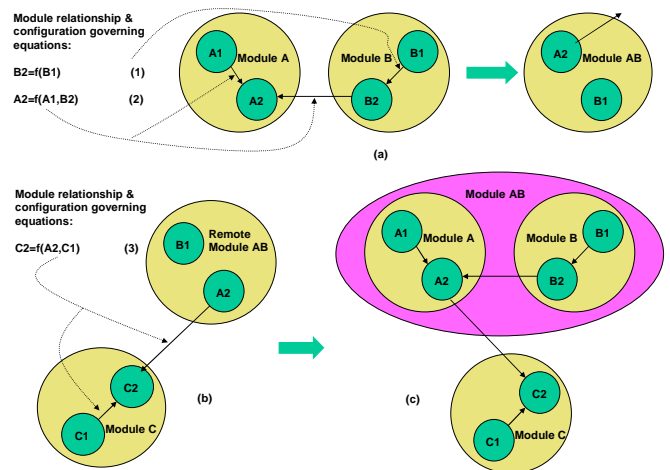 Module relationship &
configuration governing
equations:
B2=f(B1) (1)
A2=f(A1,B2) (2)
A1
Module A
A2
Module B
B1
B2
A2
Module AB
B1
(a)
Module relationship &
configuration governing
equations:
C2=f(A2,C1) (3)
Remote
Module AB
B1
A2
C2
C1
Module C
(b)
Module AB
A1
Module A
A2
Module B
B1
B2
(c)
C2
C1
Module C